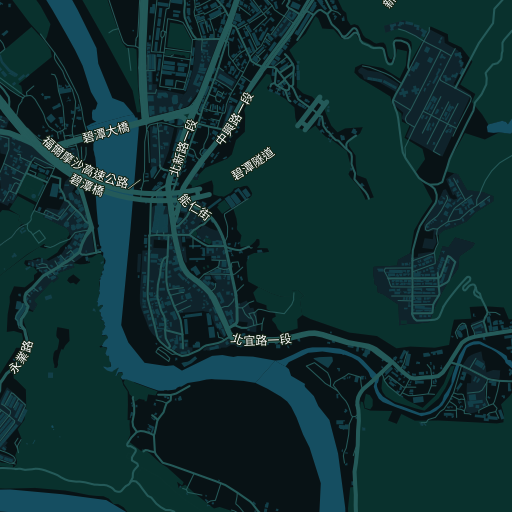 新
碧潭大橋
北新路一段
中興路一段
福爾摩沙高速公路
碧潭隧道
碧潭橋
能仁街
北宜路一段
永業路